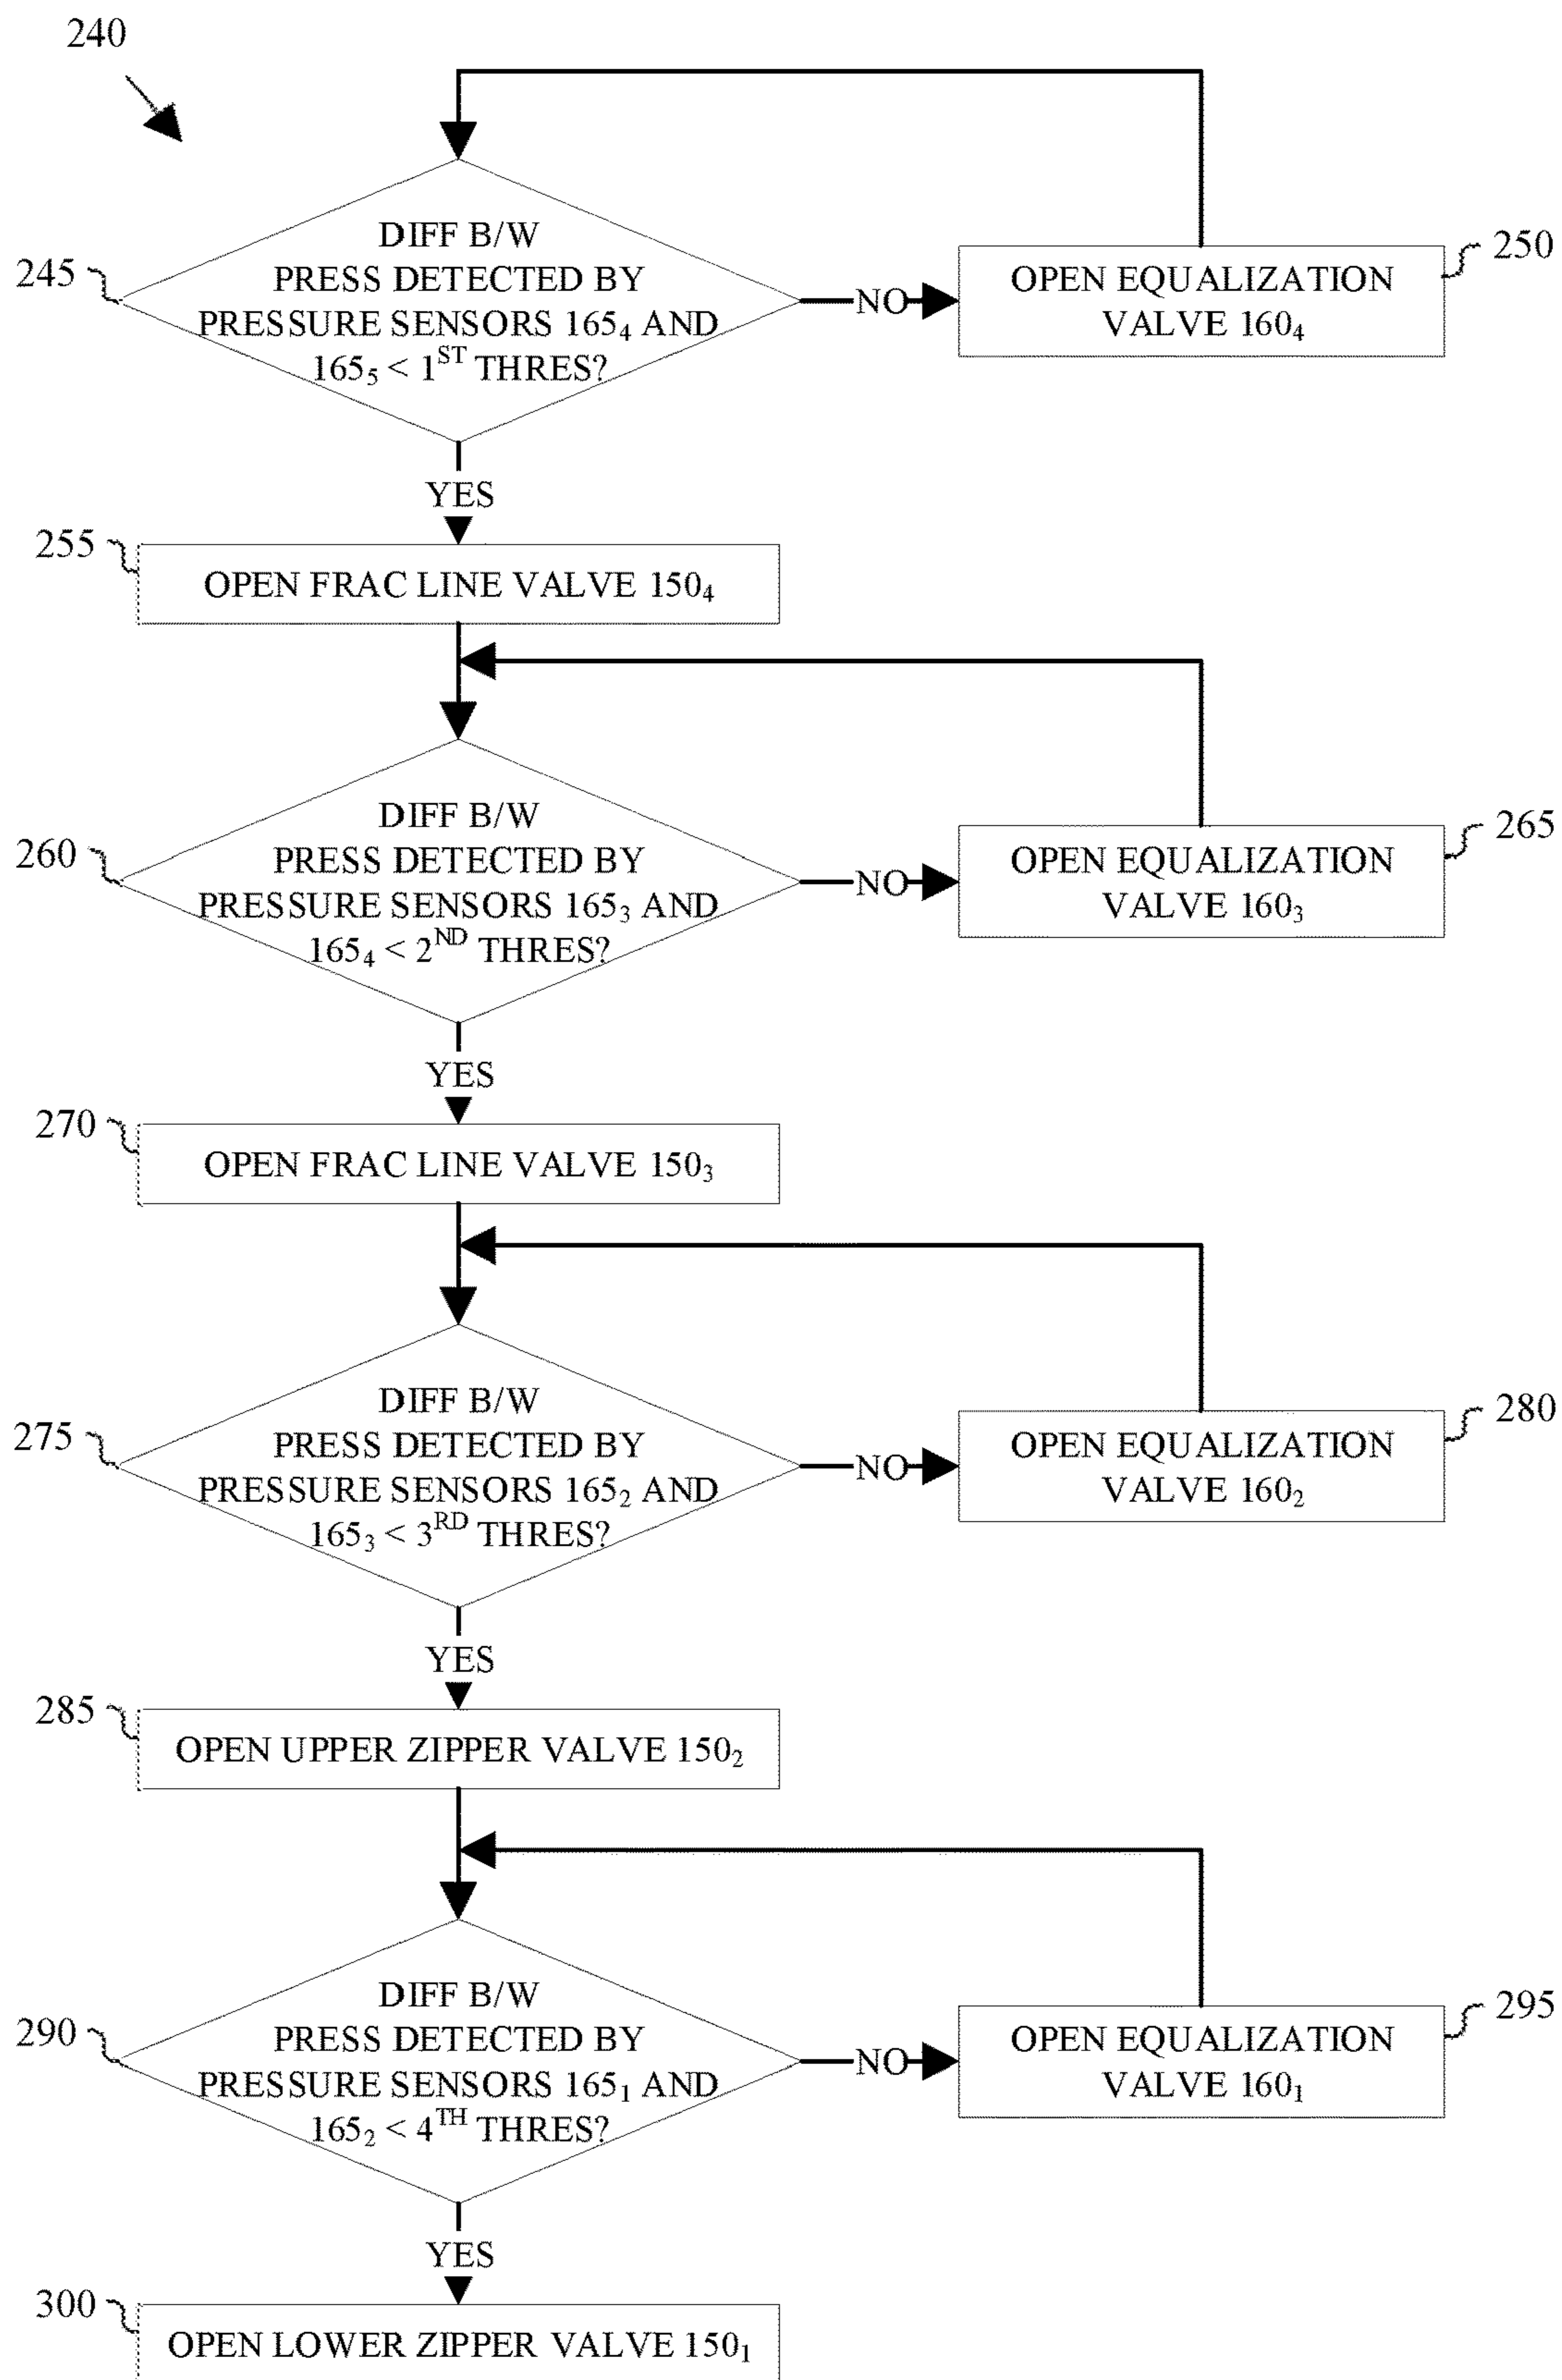 240
DIFF B/W
PRESS DETECTED BY
PRESSURE SENSORS 165₄ AND
165₅ < 1ST THRES?
245
NO
OPEN EQUALIZATION
VALVE 160₄
250
YES
255
OPEN FRAC LINE VALVE 150₄
DIFF B/W
PRESS DETECTED BY
PRESSURE SENSORS 165₃ AND
165₄ < 2ND THRES?
260
NO
OPEN EQUALIZATION
VALVE 160₃
265
YES
270
OPEN FRAC LINE VALVE 150₃
DIFF B/W
PRESS DETECTED BY
PRESSURE SENSORS 165₂ AND
165₃ < 3RD THRES?
275
NO
OPEN EQUALIZATION
VALVE 160₂
280
YES
285
OPEN UPPER ZIPPER VALVE 150₂
DIFF B/W
PRESS DETECTED BY
PRESSURE SENSORS 165₁ AND
165₂ < 4TH THRES?
290
NO
OPEN EQUALIZATION
VALVE 160₁
295
YES
300
OPEN LOWER ZIPPER VALVE 150₁